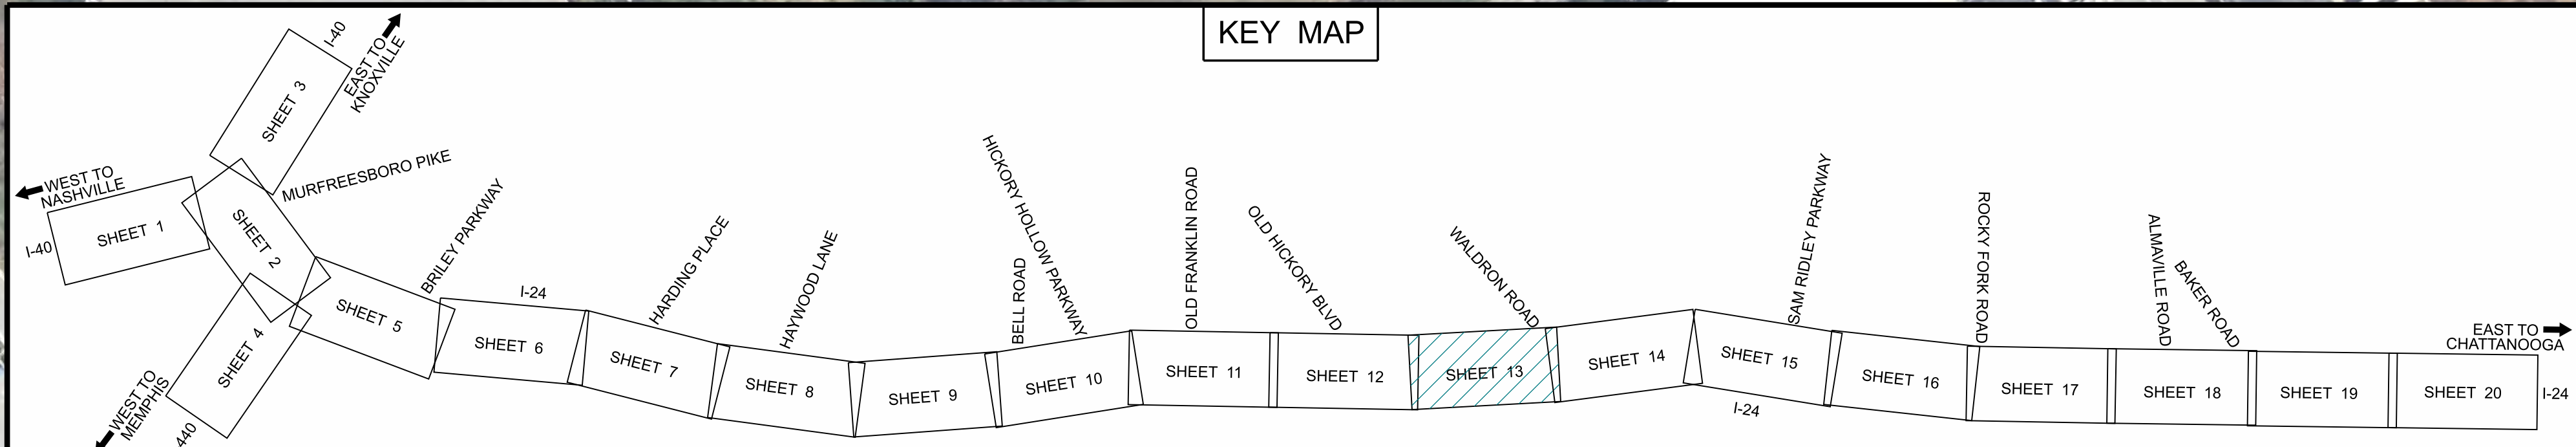 KEY MAP
I-40
EAST TO
KNOXVILLE
SHEET 3
WEST TO
NASHVILLE
MURFREESBORO PIKE
I-40
SHEET 1
SHEET 2
BRILEY PARKWAY
SHEET 4
SHEET 5
WEST TO
MEMPHIS
440
I-24
SHEET 6
HARDING PLACE
SHEET 7
HAYWOOD LANE
SHEET 8
SHEET 9
BELL ROAD
HICKORY HOLLOW PARKWAY
SHEET 10
OLD FRANKLIN ROAD
SHEET 11
OLD HICKORY BLVD
SHEET 12
WALDRON ROAD
SHEET 13
SHEET 14
I-24
SHEET 15
SAM RIDLEY PARKWAY
SHEET 16
ROCKY FORK ROAD
SHEET 17
ALMAVILLE ROAD
SHEET 18
BAKER ROAD
SHEET 19
EAST TO
CHATTANOOGA
SHEET 20
I-24